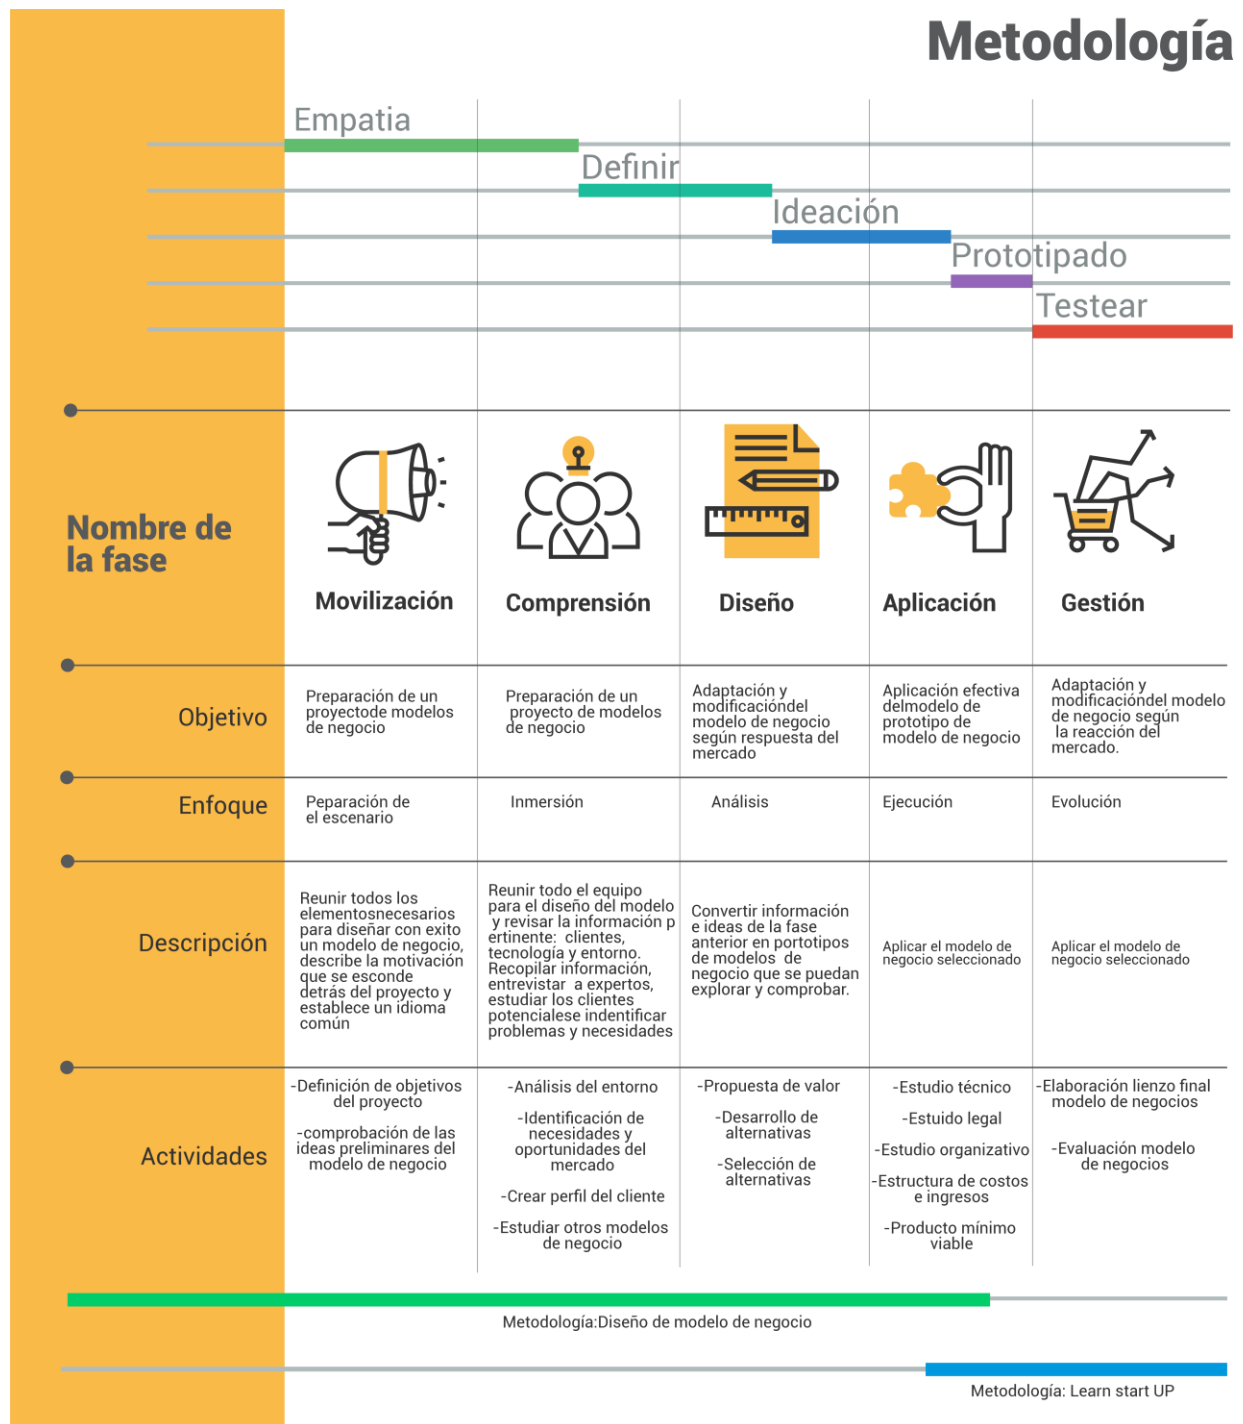 Metodología
Empatia
Definir
Ideación
Prototipado
Testear
Nombre de
la fase
Movilización
Comprensión
Diseño
Aplicación
Gestión
Objetivo
Preparación de un
proyectode modelos
de negocio
Preparación de un
proyecto de modelos
de negocio
Adaptación y
modificacióndel
modelo de negocio
según respuesta del
mercado
Aplicación efectiva
delmodelo de
prototipo de
modelo de negocio
Adaptación y
modificacióndel modelo
de negocio según
la reacción del
mercado.
Enfoque
Peparación de
el escenario
Inmersión
Análisis
Ejecución
Evolución
Descripción
Reunir todos los
elementosnecesarios
para diseñar con exito
un modelo de negocio,
describe la motivación
que se esconde
detrás del proyecto y
establece un idioma
común
Reunir todo el equipo
para el diseño del modelo
y revisar la información p
ertinente: clientes,
tecnología y entorno.
Recopilar información,
entrevistar a expertos,
estudiar los clientes
potencialese indentificar
problemas y necesidades
Convertir información
e ideas de la fase
anterior en portotipos
de modelos de
negocio que se puedan
explorar y comprobar.
Aplicar el modelo de
negocio seleccionado
Aplicar el modelo de
negocio seleccionado
Actividades
-Definición de objetivos
del proyecto
-comprobación de las
ideas preliminares del
modelo de negocio
-Análisis del entorno
-Identificación de
necesidades y
oportunidades del
mercado
-Crear perfil del cliente
-Estudiar otros modelos
de negocio
-Propuesta de valor
-Desarrollo de
alternativas
-Selección de
alternativas
-Estudio técnico
-Estuido legal
-Estudio organizativo
-Estructura de costos
e ingresos
-Producto mínimo
viable
-Elaboración lienzo final
modelo de negocios
-Evaluación modelo
de negocios
Metodología:Diseño de modelo de negocio
Metodología: Learn start UP